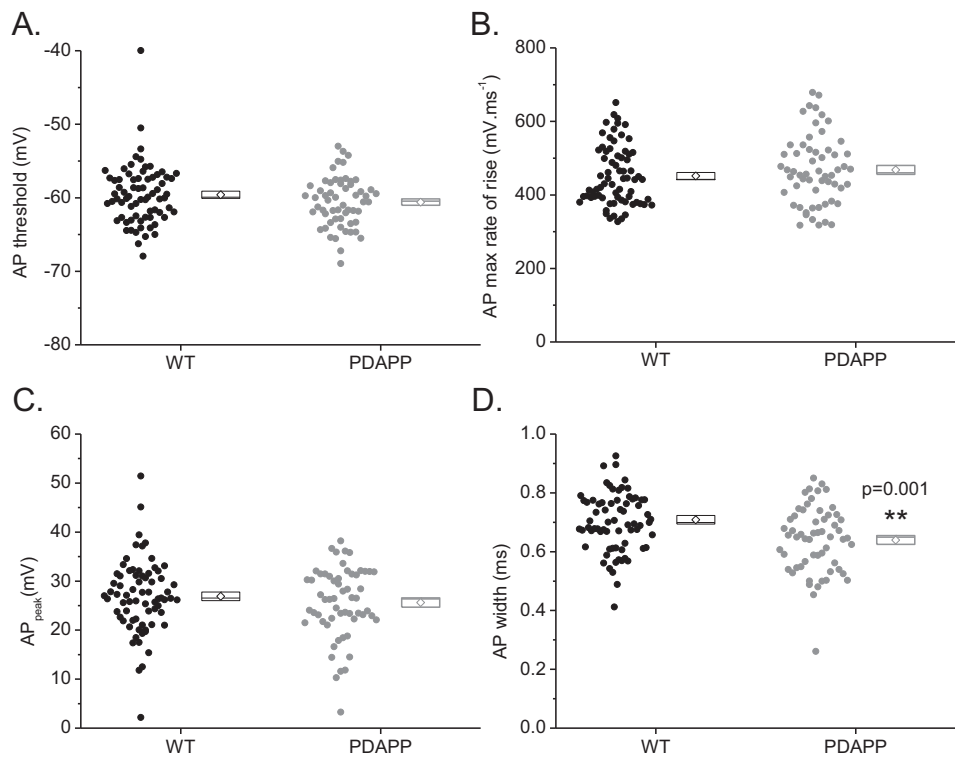 A.
AP threshold (mV)
-40
-50
-60
-70
-80
WT
PDAPP
B.
AP max rate of rise (mV.ms⁻¹)
800
600
400
200
0
WT
PDAPP
C.
AP_peak (mV)
60
50
40
30
20
10
0
WT
PDAPP
D.
AP width (ms)
1.0
0.8
0.6
0.4
0.2
0.0
p=0.001
**
WT
PDAPP